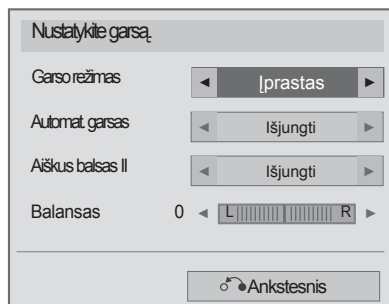 Nustatykite garsą.
Garso režimas ◄ Įprastas ►
Automat. garsas ◄ Išjungti ►
Aiškus balsas II ◄ Išjungti ►
Balansas 0 ◄ L R ►
Ankstesnis